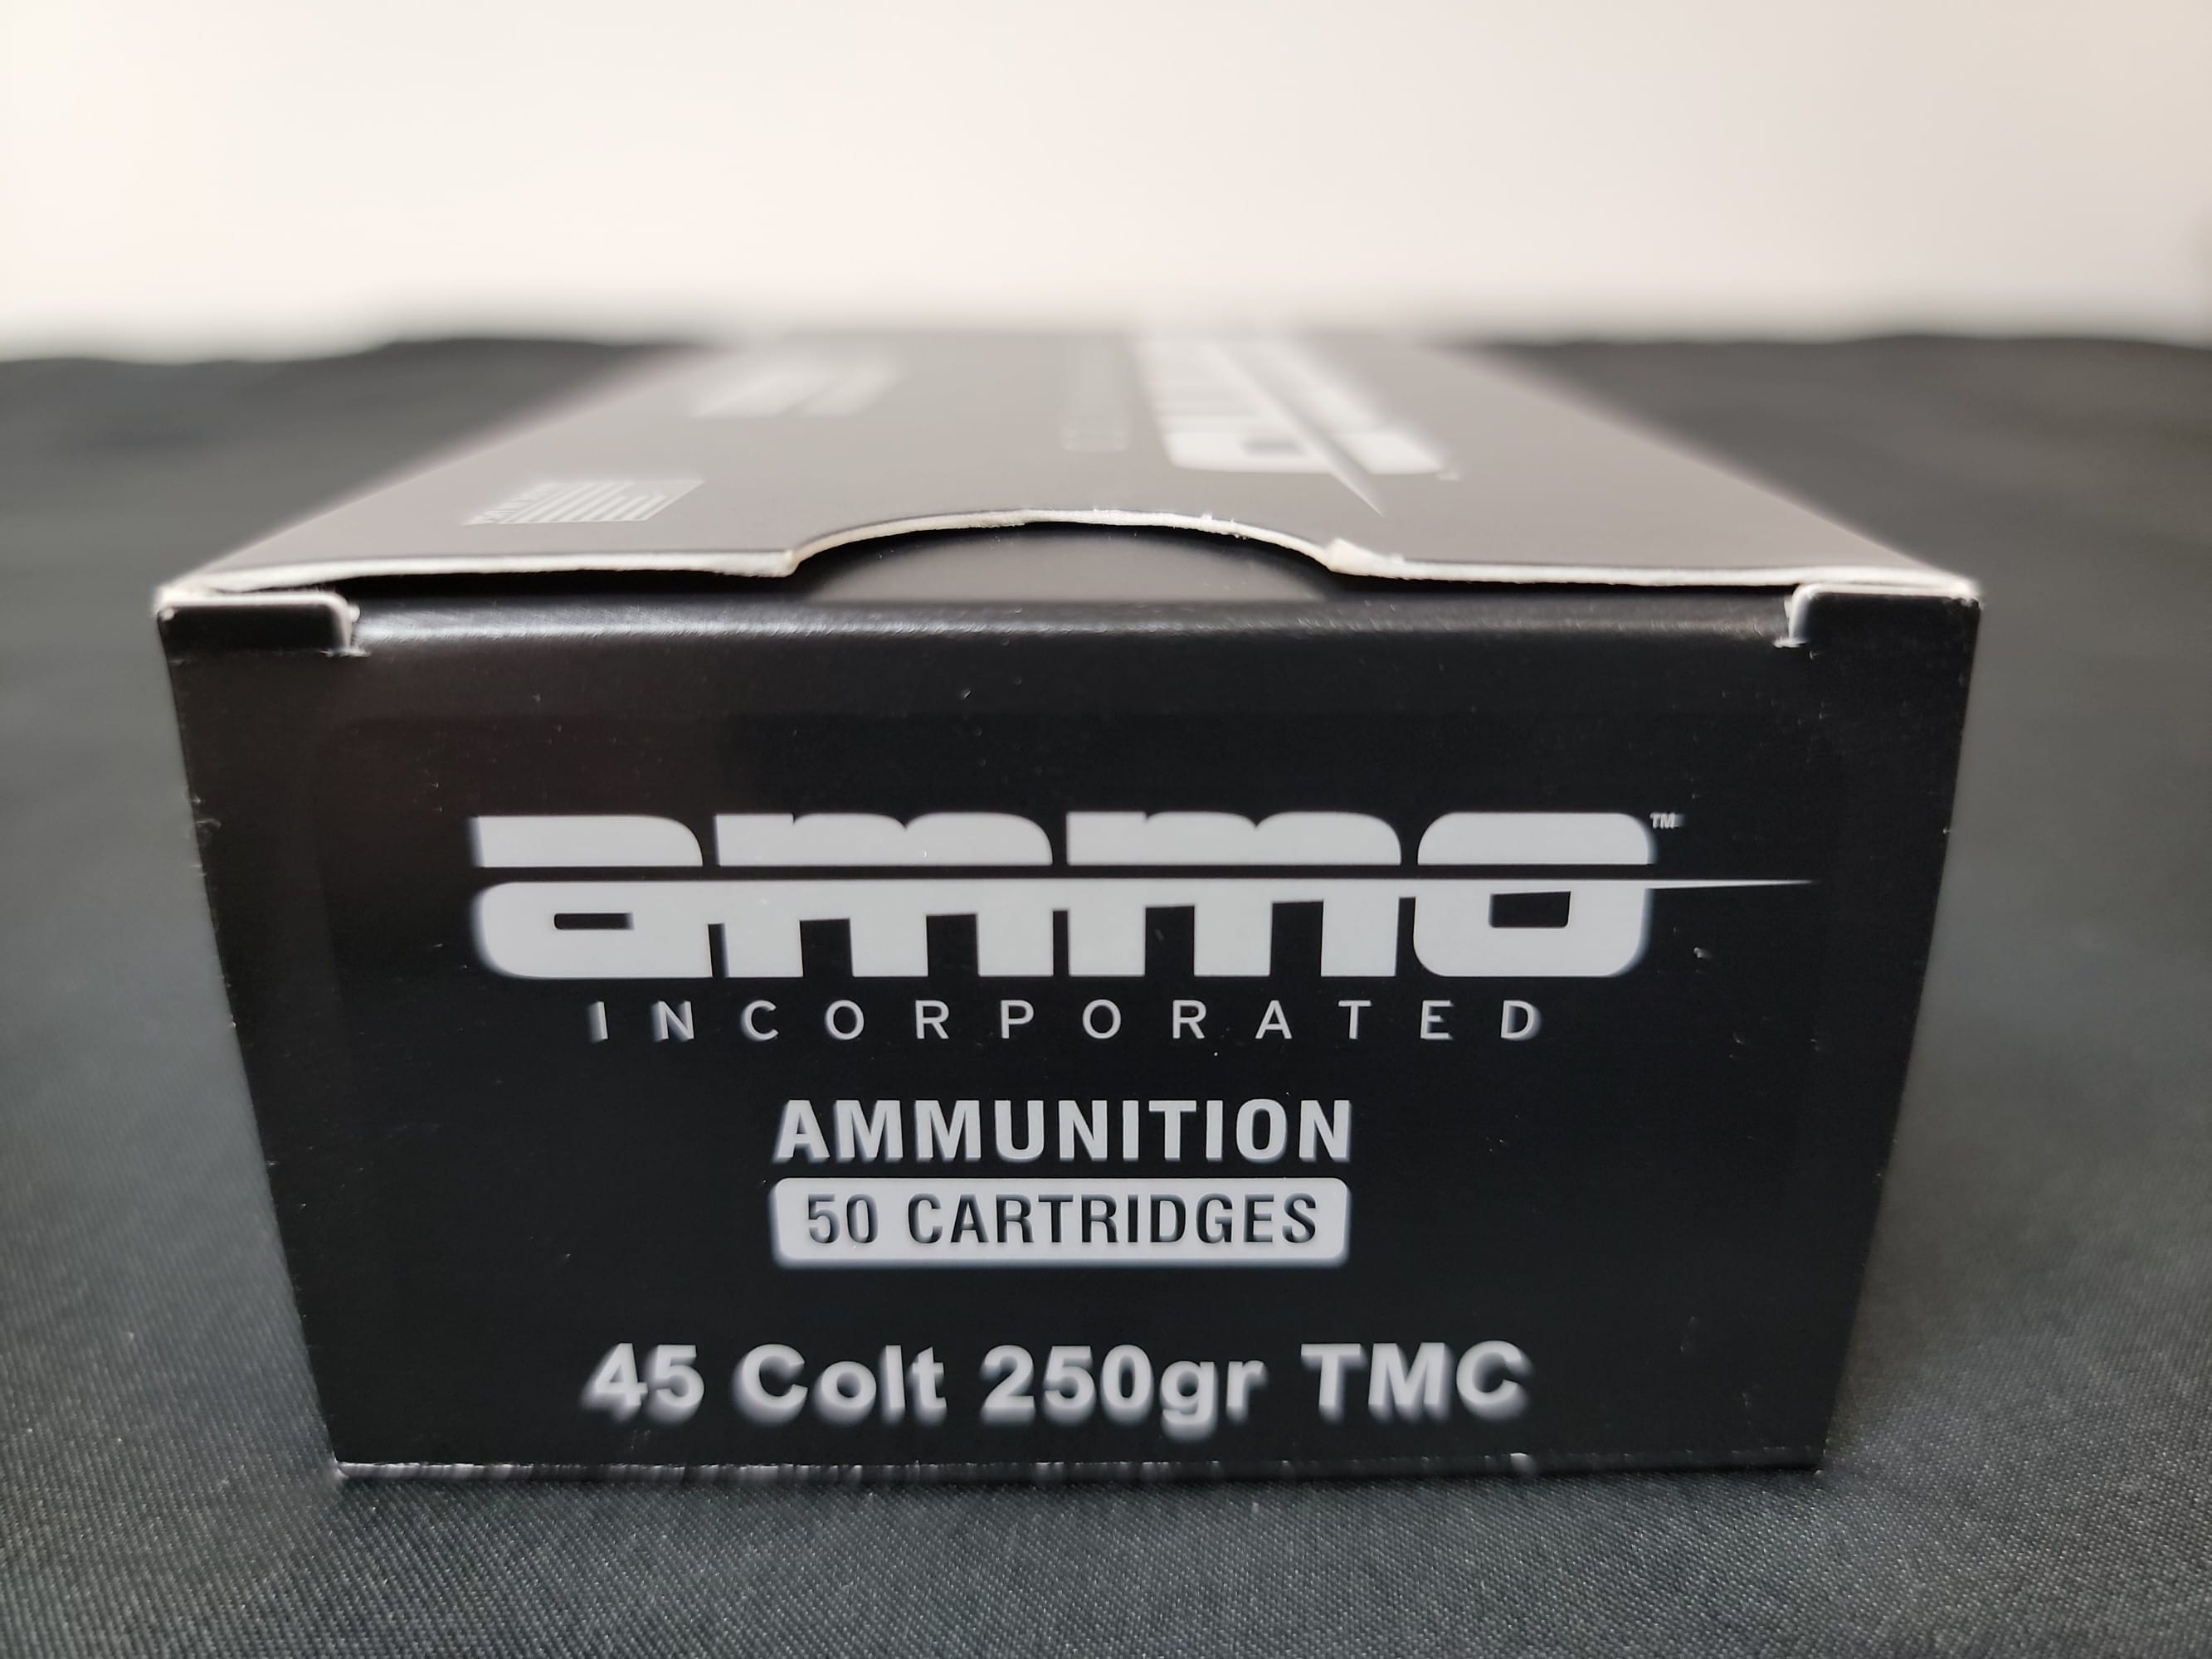 ammo™
INCORPORATED
AMMUNITION
50 CARTRIDGES
45 Colt 250gr TMC